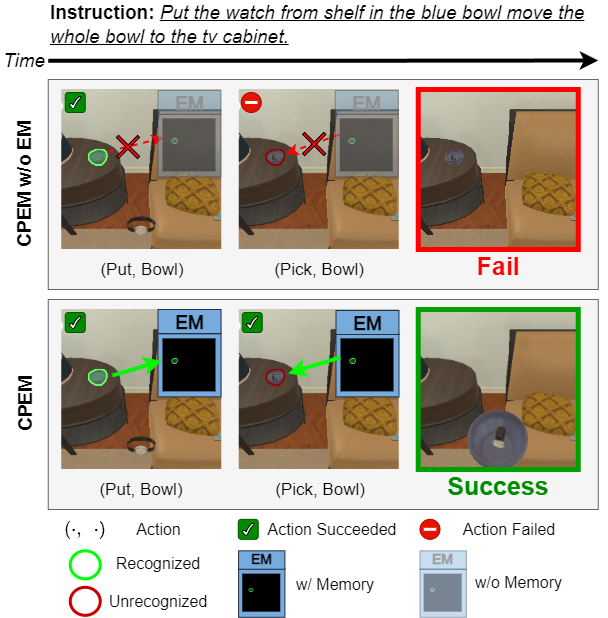 Instruction: Put the watch from shelf in the blue bowl move the
whole bowl to the tv cabinet.
Time
CPEM w/o EM
EM
EM
(Put, Bowl)
(Pick, Bowl)
Fail
CPEM
EM
EM
(Put, Bowl)
(Pick, Bowl)
Success
(·, ·) Action
Action Succeeded
Action Failed
Recognized
Unrecognized
EM
w/ Memory
EM
w/o Memory